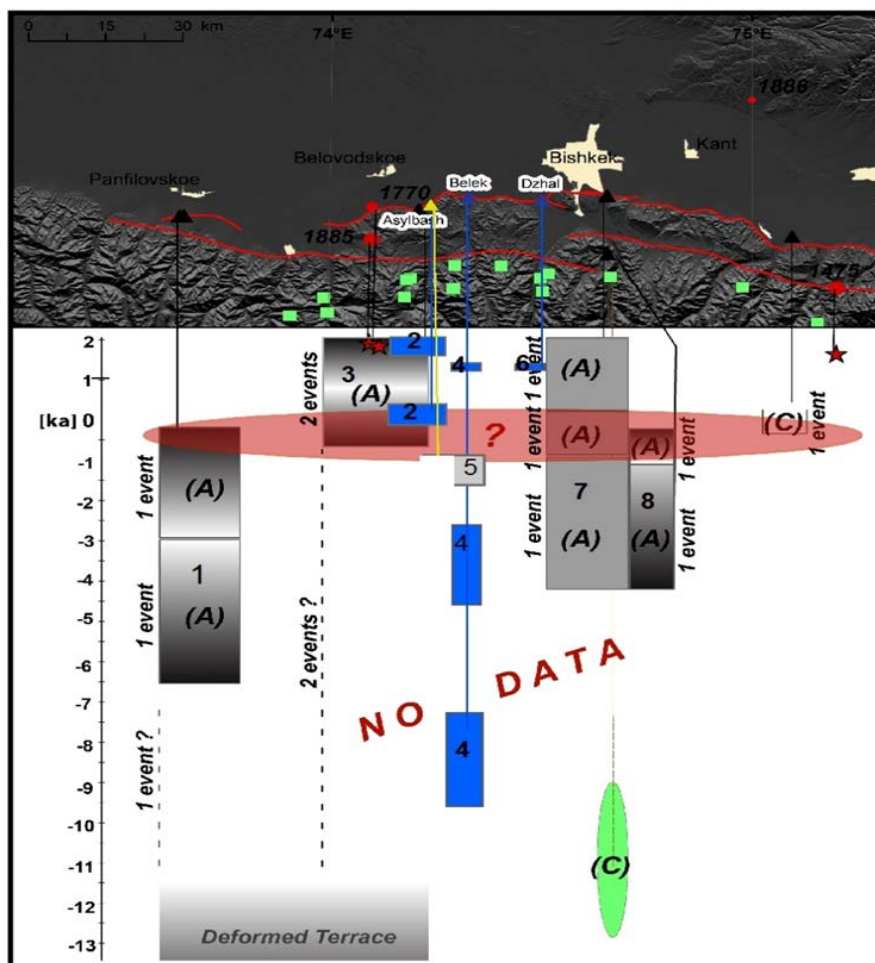 0 15 30 km
74°E
75°E
1886
Kant
Bishkek
Belovodskoe
Panfilovskoe
Belek
Dzhal
1770
Asylbash
1885
1475
2
1
[ka] 0
-1
-2
-3
-4
-5
-6
-7
-8
-9
-10
-11
-12
-13
2 events
3
(A)
2
2
4
6
1 event
(A)
(C)
1 event
?
1 event
(A)
(A)
5
1 event
(A)
1 event
7
(A)
8
(A)
1 event
4
1
(A)
1 event
2 events ?
NO DATA
1 event ?
4
(C)
Deformed Terrace